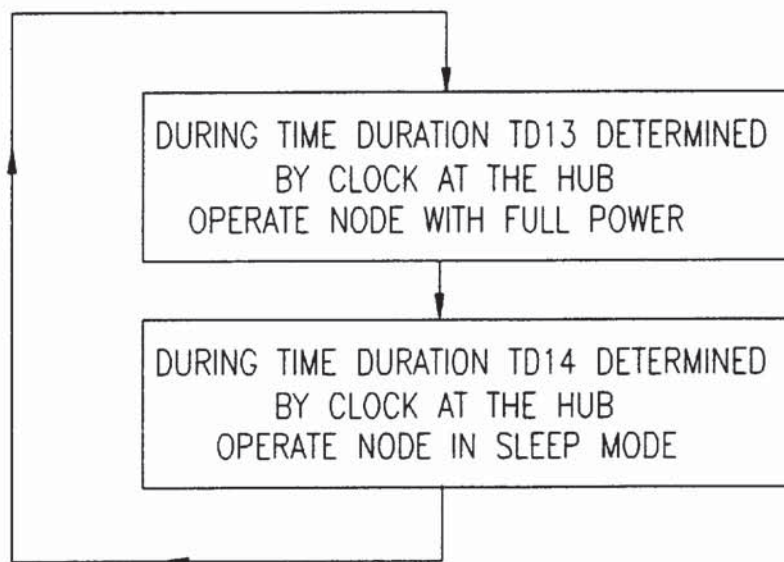 DURING TIME DURATION TD13 DETERMINED
BY CLOCK AT THE HUB
OPERATE NODE WITH FULL POWER
DURING TIME DURATION TD14 DETERMINED
BY CLOCK AT THE HUB
OPERATE NODE IN SLEEP MODE